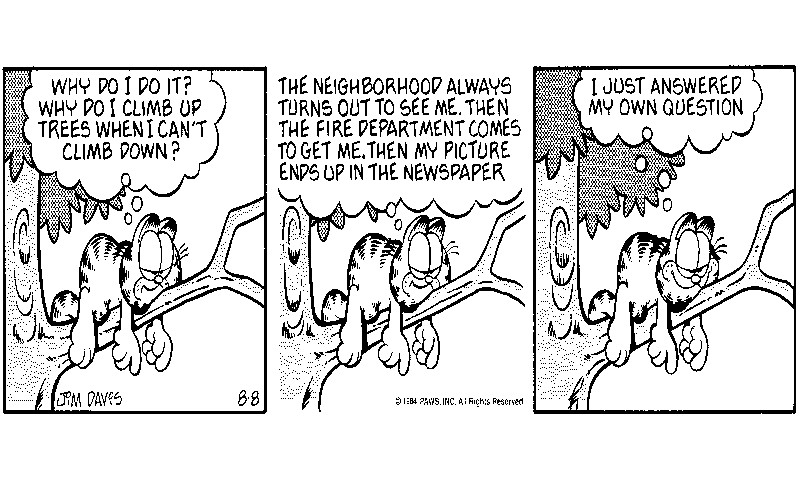 WHY DO I DO IT?
WHY DO I CLIMB UP
TREES WHEN I CAN'T
CLIMB DOWN?
JIM DAVIS
8-8
THE NEIGHBORHOOD ALWAYS
TURNS OUT TO SEE ME. THEN
THE FIRE DEPARTMENT COMES
TO GET ME. THEN MY PICTURE
ENDS UP IN THE NEWSPAPER
© 1984 PAWS, INC. All Rights Reserved
I JUST ANSWERED
MY OWN QUESTION